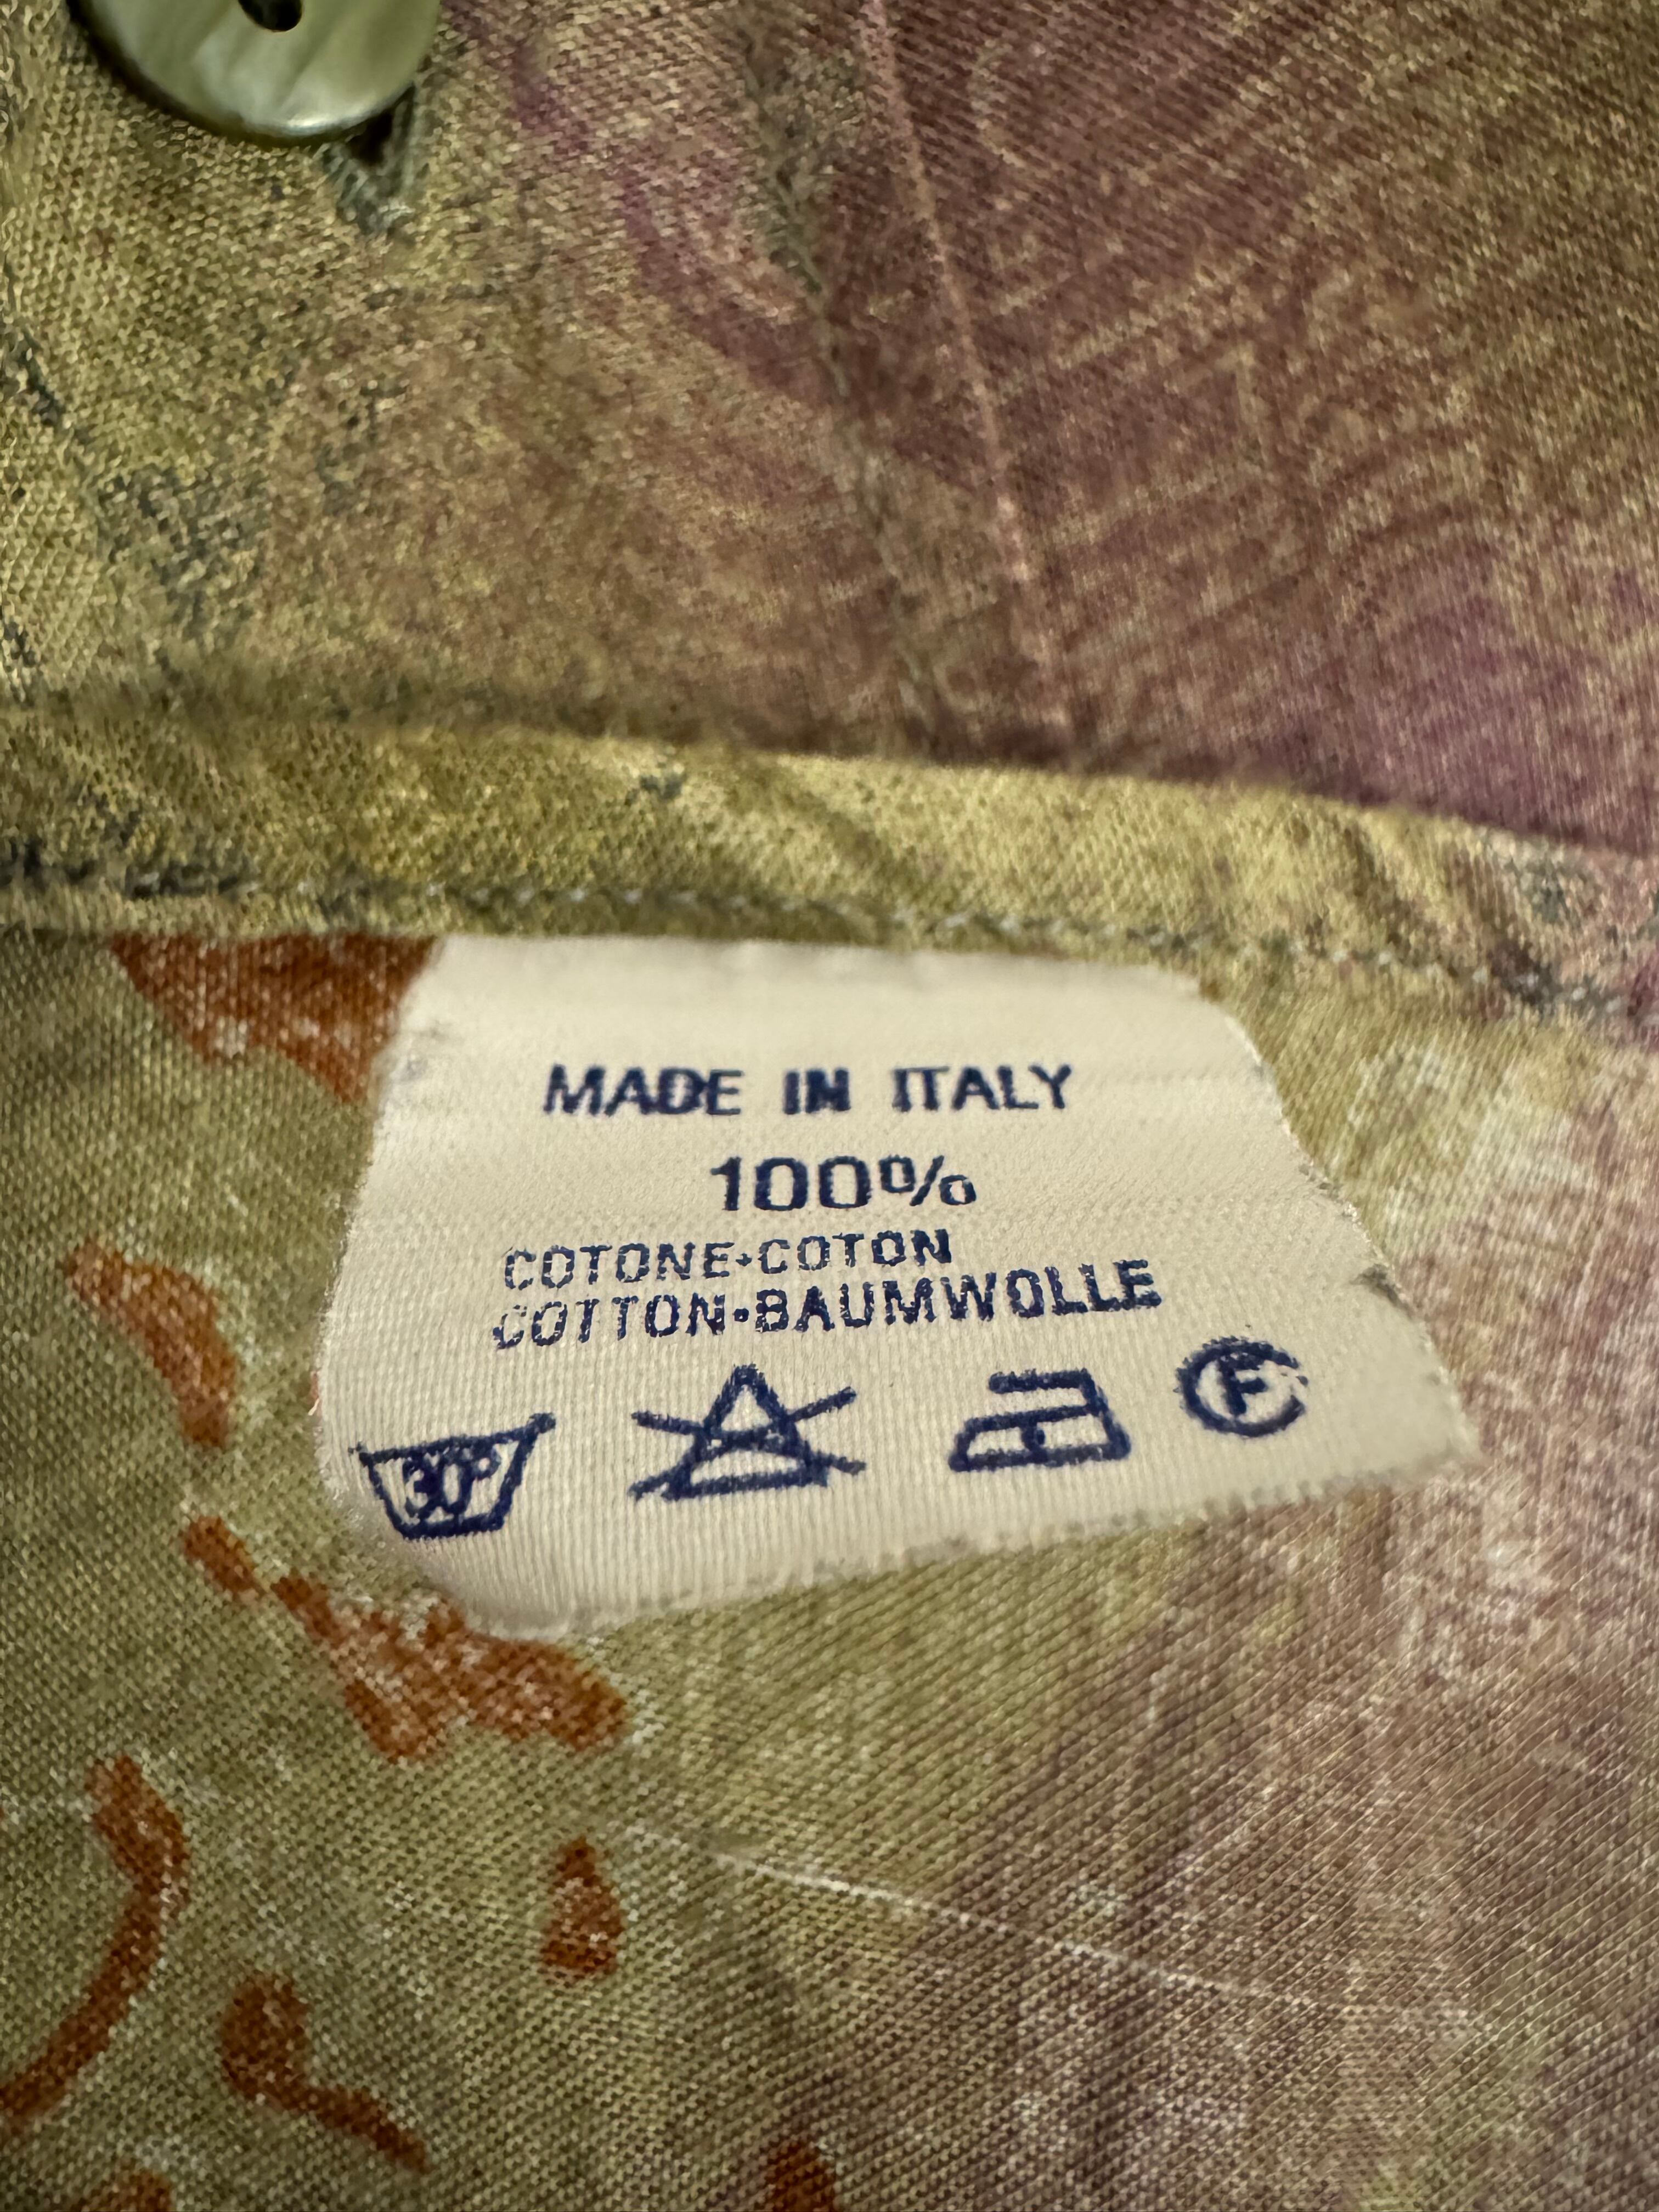 MADE IN ITALY
100%
COTONE·COTON
COTTON·BAUMWOLLE
30° F